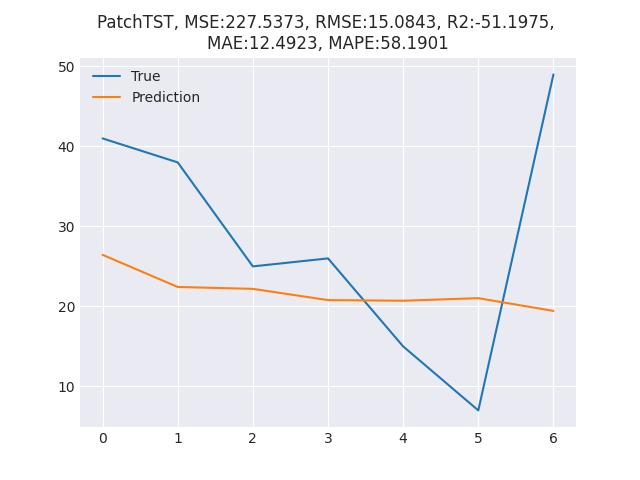 PatchTST, MSE:227.5373, RMSE:15.0843, R2:-51.1975,
MAE:12.4923, MAPE:58.1901
True
Prediction
50
40
30
20
10
0 1 2 3 4 5 6